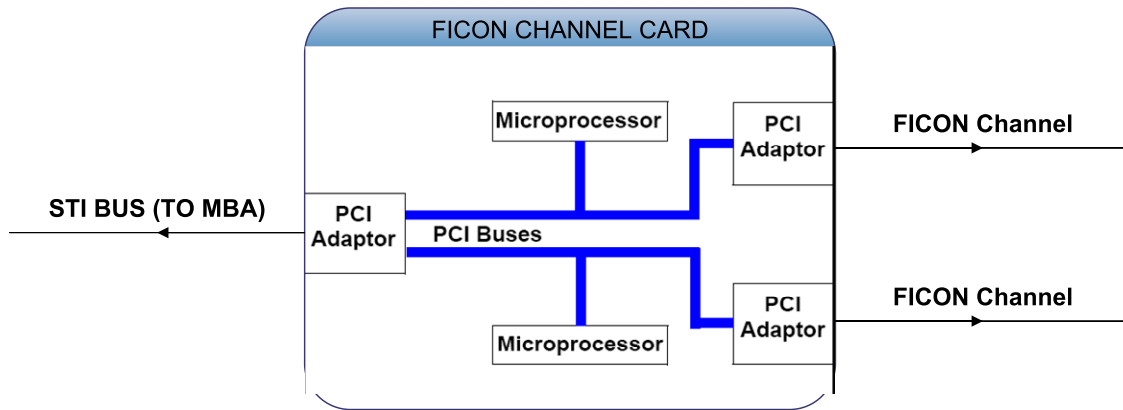 FICON CHANNEL CARD
Microprocessor
PCI
Adaptor
FICON Channel
STI BUS (TO MBA)
PCI
Adaptor
PCI Buses
PCI
Adaptor
FICON Channel
Microprocessor